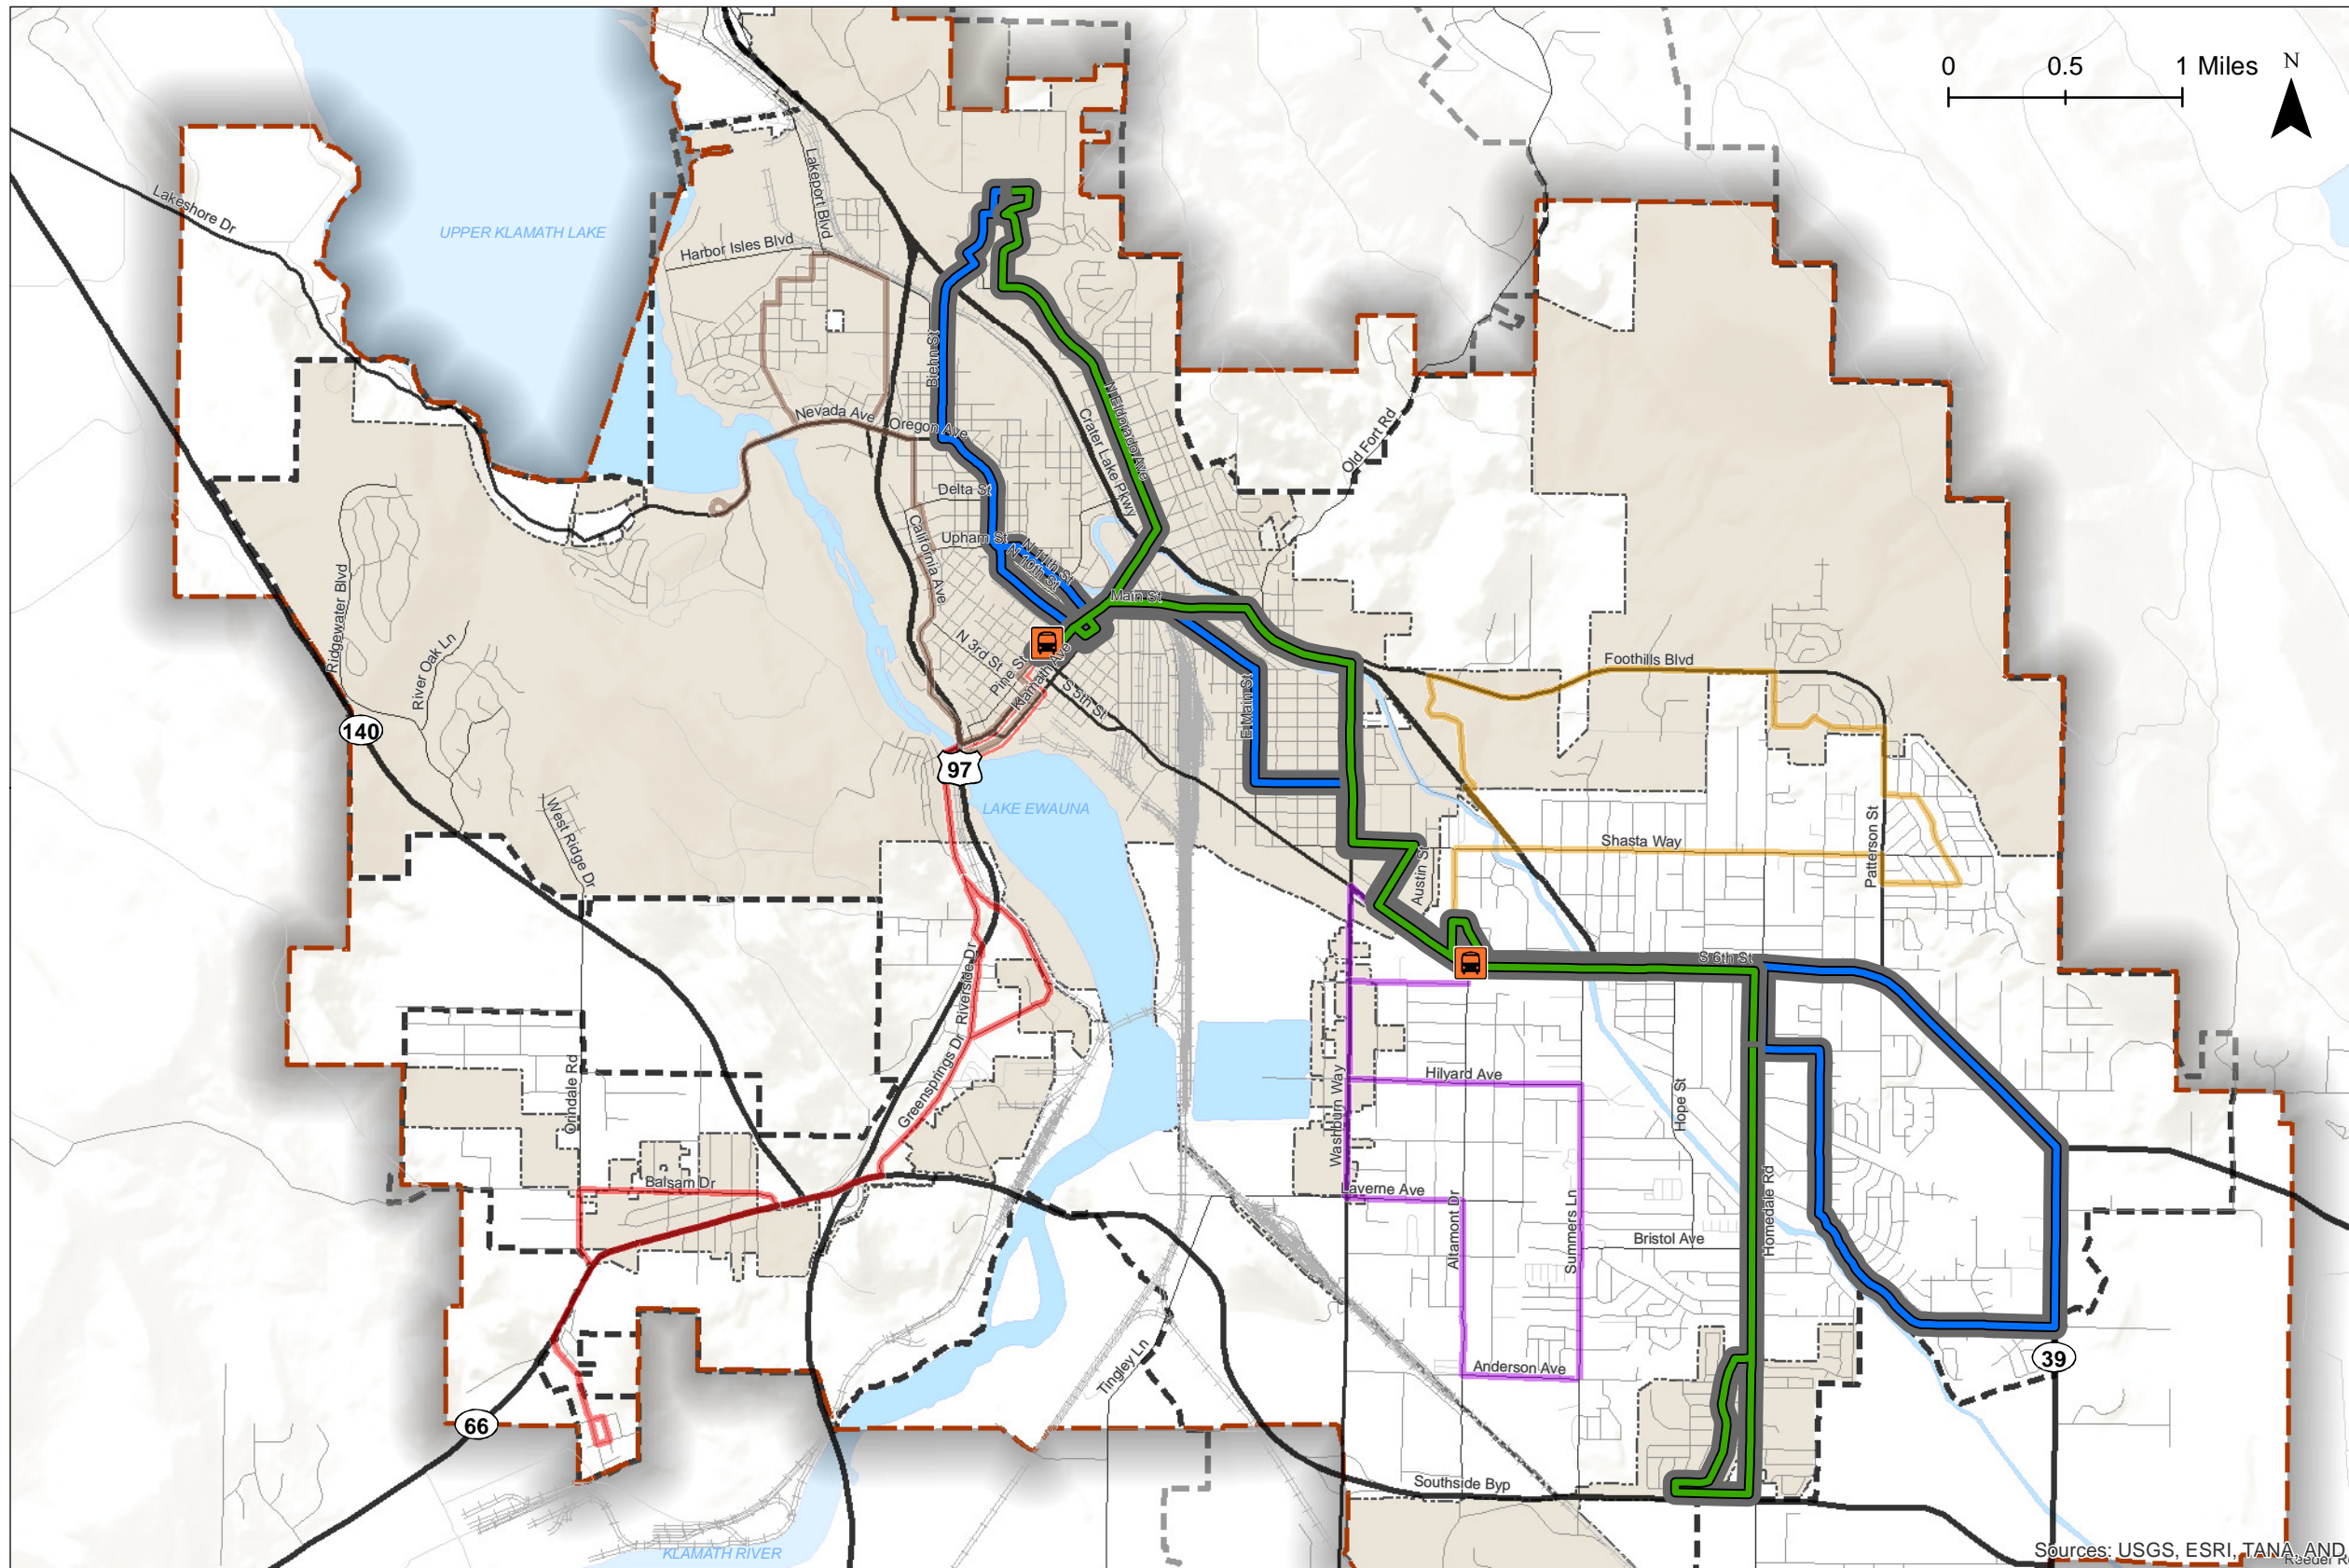 0 0.5 1 Miles
N
Lakeshore Dr
UPPER KLAMATH LAKE
Lakeport Blvd
Harbor Isles Blvd
Biehn St
Nevada Ave
Oregon Ave
N Eldorado Ave
Crater Lake Pkwy
Old Fort Rd
Delta St
California Ave
Upham St
N 11th St
N 10th St
Main St
Ridgewater Blvd
River Oak Ln
N 3rd St
Pine St
Klamath Ave
S 5th St
E Main St
Foothills Blvd
140
97
LAKE EWAUNA
West Ridge Dr
Shasta Way
Patterson St
Austin St
S 6th St
Riverside Dr
Greensprings Dr
Orindale Rd
Washburn Way
Hilyard Ave
Hope St
Balsam Dr
Laverne Ave
Altamont Dr
Summers Ln
Bristol Ave
Homedale Rd
Anderson Ave
Tingley Ln
39
66
Southside Byp
KLAMATH RIVER
Sources: USGS, ESRI, TANA, AND
Reeder R